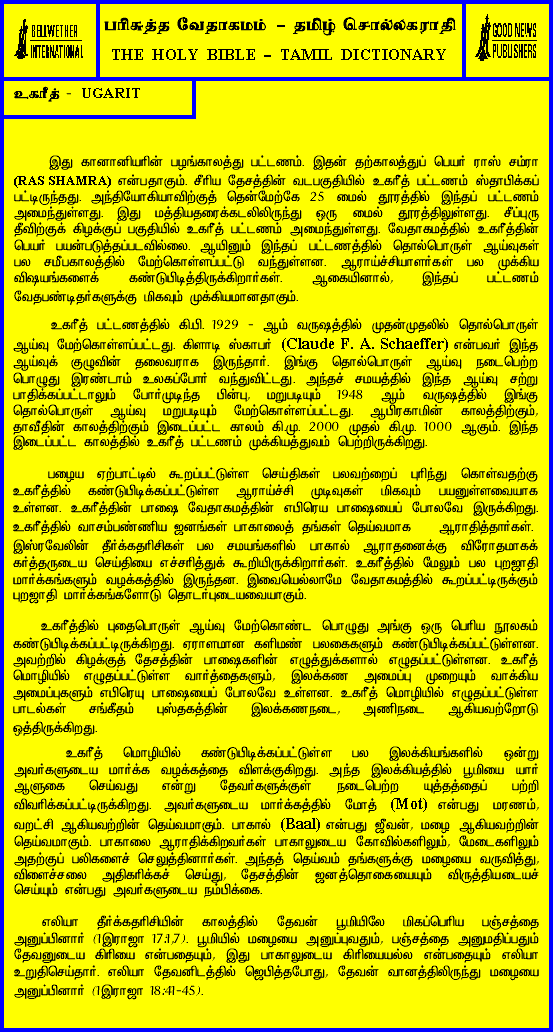 BELLWETHER
INTERNATIONAL
பரிசுத்த வேதாகமம் – தமிழ் சொல்லகராதி
THE HOLY BIBLE – TAMIL DICTIONARY
GOOD NEWS
PUBLISHERS
உகரீத் - UGARIT
இது கானானியரின் பழங்காலத்து பட்டணம். இதன் தற்காலத்துப் பெயர் ராஸ் சம்ரா
(RAS SHAMRA) என்பதாகும். சீரிய தேசத்தின் வடபகுதியில் உகரீத் பட்டணம் ஸ்தாபிக்கப்
பட்டிருந்தது. அந்தியோகியாவிற்குத் தென்மேற்கே 25 மைல் தூரத்தில் இந்தப் பட்டணம்
அமைந்துள்ளது. இது மத்தியதரைக்கடலிலிருந்து ஒரு மைல் தூரத்திலுள்ளது. சீப்புரு
தீவிற்குக் கிழக்குப் பகுதியில் உகரீத் பட்டணம் அமைந்துள்ளது. வேதாகமத்தில் உகரீத்தின்
பெயர் பயன்படுத்தப்படவில்லை. ஆயினும் இந்தப் பட்டணத்தில் தொல்பொருள் ஆய்வுகள்
பல சமீபகாலத்தில் மேற்கொள்ளப்பட்டு வந்துள்ளன. ஆராய்ச்சியாளர்கள் பல முக்கிய
விஷயங்களைக் கண்டுபிடித்திருக்கிறார்கள். ஆகையினால், இந்தப் பட்டணம்
வேதபண்டிதர்களுக்கு மிகவும் முக்கியமானதாகும்.
உகரீத் பட்டணத்தில் கி.பி. 1929 - ஆம் வருஷத்தில் முதன்முதலில் தொல்பொருள்
ஆய்வு மேற்கொள்ளப்பட்டது. கிளாடி ஸ்காபர் (Claude F. A. Schaeffer) என்பவர் இந்த
ஆய்வுக் குழுவின் தலைவராக இருந்தார். இங்கு தொல்பொருள் ஆய்வு நடைபெற்ற
பொழுது இரண்டாம் உலகப்போர் வந்துவிட்டது. அந்தச் சமயத்தில் இந்த ஆய்வு சற்று
பாதிக்கப்பட்டாலும் போர்முடிந்த பின்பு, மறுபடியும் 1948 ஆம் வருஷத்தில் இங்கு
தொல்பொருள் ஆய்வு மறுபடியும் மேற்கொள்ளப்பட்டது. ஆபிரகாமின் காலத்திற்கும்,
தாவீதின் காலத்திற்கும் இடைப்பட்ட காலம் கி.மு. 2000 முதல் கி.மு. 1000 ஆகும். இந்த
இடைப்பட்ட காலத்தில் உகரீத் பட்டணம் முக்கியத்துவம் பெற்றிருக்கிறது.
பழைய ஏற்பாட்டில் கூறப்பட்டுள்ள செய்திகள் பலவற்றைப் புரிந்து கொள்வதற்கு
உகரீத்தில் கண்டுபிடிக்கப்பட்டுள்ள ஆராய்ச்சி முடிவுகள் மிகவும் பயனுள்ளவையாக
உள்ளன. உகரீத்தின் பாஷை வேதாகமத்தின் எபிரெய பாஷையைப் போலவே இருக்கிறது.
உகரீத்தில் வாசம்பண்ணிய ஜனங்கள் பாகாலைத் தங்கள் தெய்வமாக ஆராதித்தார்கள்.
இஸ்ரவேலின் தீர்க்கதரிசிகள் பல சமயங்களில் பாகால் ஆராதனைக்கு விரோதமாகக்
கர்த்தருடைய செய்தியை எச்சரித்துக் கூறியிருக்கிறார்கள். உகரீத்தில் மேலும் பல புறஜாதி
மார்க்கங்களும் வழக்கத்தில் இருந்தன. இவையெல்லாமே வேதாகமத்தில் கூறப்பட்டிருக்கும்
புறஜாதி மார்க்கங்களோடு தொடர்புடையவையாகும்.
உகரீத்தில் புதைபொருள் ஆய்வு மேற்கொண்ட பொழுது அங்கு ஒரு பெரிய நூலகம்
கண்டுபிடிக்கப்பட்டிருக்கிறது. ஏராளமான களிமண் பலகைகளும் கண்டுபிடிக்கப்பட்டுள்ளன.
அவற்றில் கிழக்குத் தேசத்தின் பாஷைகளின் எழுத்துக்களால் எழுதப்பட்டுள்ளன. உகரீத்
மொழியில் எழுதப்பட்டுள்ள வார்த்தைகளும், இலக்கண அமைப்பு முறையும் வாக்கிய
அமைப்புகளும் எபிரெயு பாஷையைப் போலவே உள்ளன. உகரீத் மொழியில் எழுதப்பட்டுள்ள
பாடல்கள் சங்கீதம் புஸ்தகத்தின் இலக்கணநடை, அணிநடை ஆகியவற்றோடு
ஒத்திருக்கிறது.
உகரீத் மொழியில் கண்டுபிடிக்கப்பட்டுள்ள பல இலக்கியங்களில் ஒன்று
அவர்களுடைய மார்க்க வழக்கத்தை விளக்குகிறது. அந்த இலக்கியத்தில் பூமியை யார்
ஆளுகை செய்வது என்று தேவர்களுக்குள் நடைபெற்ற யுத்தத்தைப் பற்றி
விவரிக்கப்பட்டிருக்கிறது. அவர்களுடைய மார்க்கத்தில் மோத் (Mot) என்பது மரணம்,
வறட்சி ஆகியவற்றின் தெய்வமாகும். பாகால் (Baal) என்பது ஜீவன், மழை ஆகியவற்றின்
தெய்வமாகும். பாகாலை ஆராதிக்கிறவர்கள் பாகாலுடைய கோவில்களிலும், மேடைகளிலும்
அதற்குப் பலிகளைச் செலுத்தினார்கள். அந்தத் தெய்வம் தங்களுக்கு மழையை வருவித்து,
விளைச்சலை அதிகரிக்கச் செய்து, தேசத்தின் ஜனத்தொகையையும் விருத்தியடையச்
செய்யும் என்பது அவர்களுடைய நம்பிக்கை.
எலியா தீர்க்கதரிசியின் காலத்தில் தேவன் பூமியிலே மிகப்பெரிய பஞ்சத்தை
அனுப்பினார் (1இராஜா 17:1,7). பூமியில் மழையை அனுப்புவதும், பஞ்சத்தை அனுமதிப்பதும்
தேவனுடைய கிரியை என்பதையும், இது பாகாலுடைய கிரியையல்ல என்பதையும் எலியா
உறுதிசெய்தார். எலியா தேவனிடத்தில் ஜெபித்தபோது, தேவன் வானத்திலிருந்து மழையை
அனுப்பினார் (1இராஜா 18:41-45).